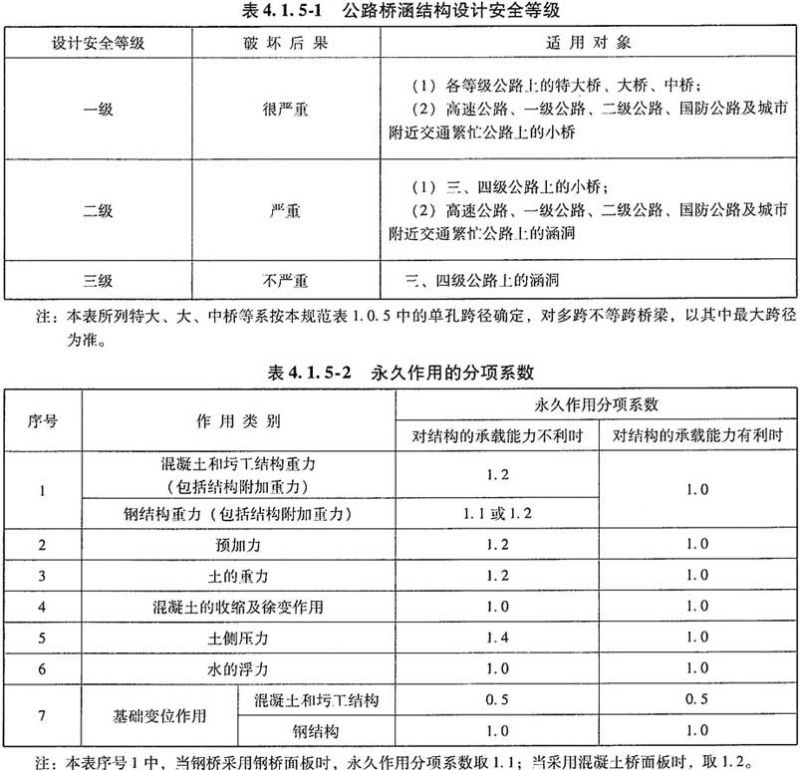 表4.1.5-1 公路桥涵结构设计安全等级
设计安全等级 破坏后果 适用对象
一级 很严重 (1) 各等级公路上的特大桥、大桥、中桥；
(2) 高速公路、一级公路、二级公路、国防公路及城市
附近交通繁忙公路上的小桥
二级 严重 (1) 三、四级公路上的小桥；
(2) 高速公路、一级公路、二级公路、国防公路及城市
附近交通繁忙公路上的涵洞
三级 不严重 三、四级公路上的涵洞
注：本表所列特大、大、中桥等系按本规范表1.0.5中的单孔跨径确定，对多跨不等跨桥梁，以其中最大跨径
为准。
表4.1.5-2 永久作用的分项系数
序号 作用类别 永久作用分项系数
对结构的承载能力不利时 对结构的承载能力有利时
1 混凝土和圬工结构重力
(包括结构附加重力) 1.2 1.0
钢结构重力 (包括结构附加重力) 1.1或1.2
2 预加力 1.2 1.0
3 土的重力 1.2 1.0
4 混凝土的收缩及徐变作用 1.0 1.0
5 土侧压力 1.4 1.0
6 水的浮力 1.0 1.0
7 基础变位作用 混凝土和圬工结构 0.5 0.5
钢结构 1.0 1.0
注：本表序号1中，当钢桥采用钢桥面板时，永久作用分项系数取1.1；当采用混凝土桥面板时，取1.2。